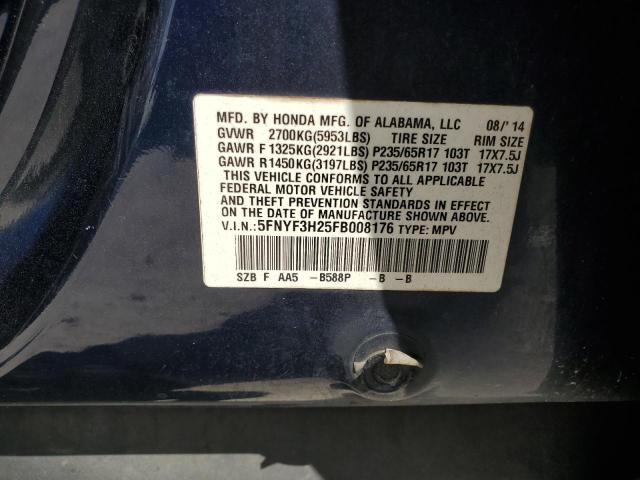 MFD. BY HONDA MFG. OF ALABAMA, LLC 08/'14
GVWR 2700KG(5953LBS) TIRE SIZE RIM SIZE
GAWR F 1325KG(2921LBS) P235/65R17 103T 17X7.5J
GAWR R1450KG(3197LBS) P235/65R17 103T 17X7.5J
THIS VEHICLE CONFORMS TO ALL APPLICABLE
FEDERAL MOTOR VEHICLE SAFETY
AND THEFT PREVENTION STANDARDS IN EFFECT
ON THE DATE OF MANUFACTURE SHOWN ABOVE.
V.I.N.: 5FNYF3H25FB008176 TYPE: MPV
SZB F AA5 -B588P -B -B